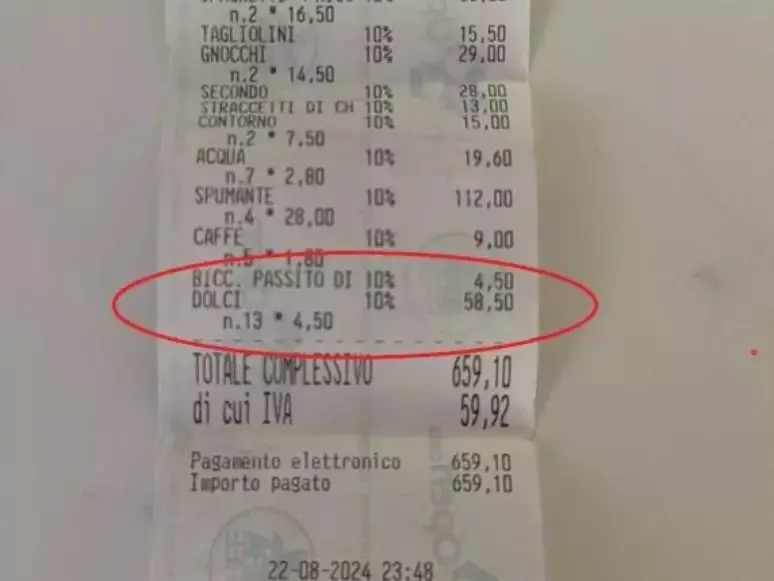 n.2 * 16,50
TAGLIOLINI 10% 15,50
GNOCCHI 10% 29,00
n.2 * 14,50
SECONDO 10% 28,00
STRACCETTI DI CH 10% 13,00
CONTORNO 10% 15,00
n.2 * 7,50
ACQUA 10% 19,60
n.7 * 2,80
SPUMANTE 10% 112,00
n.4 * 28,00
CAFFE 10% 9,00
n.5 * 1,80
BICC. PASSITO DI 10% 4,50
DOLCI 10% 58,50
n.13 * 4,50
TOTALE COMPLESSIVO 659,10
di cui IVA 59,92
Pagamento elettronico 659,10
Importo pagato 659,10
22-08-2024 23:48